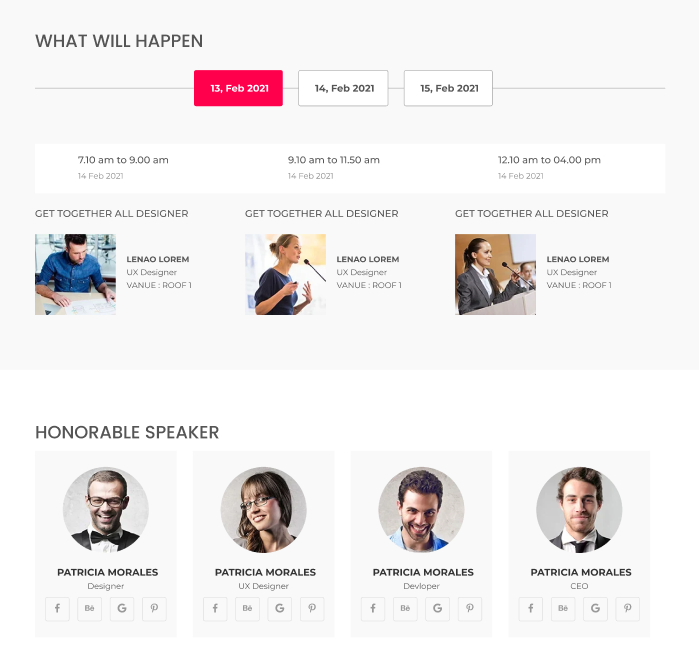 WHAT WILL HAPPEN
13, Feb 2021
14, Feb 2021
15, Feb 2021
7.10 am to 9.00 am
14 Feb 2021
9.10 am to 11.50 am
14 Feb 2021
12.10 am to 04.00 pm
14 Feb 2021
GET TOGETHER ALL DESIGNER
LENAO LOREM
UX Designer
VANUE : ROOF 1
GET TOGETHER ALL DESIGNER
LENAO LOREM
UX Designer
VANUE : ROOF 1
GET TOGETHER ALL DESIGNER
LENAO LOREM
UX Designer
VANUE : ROOF 1
HONORABLE SPEAKER
PATRICIA MORALES
Designer
f Bē G P
PATRICIA MORALES
UX Designer
f Bē G P
PATRICIA MORALES
Devloper
f Bē G P
PATRICIA MORALES
CEO
f Bē G P